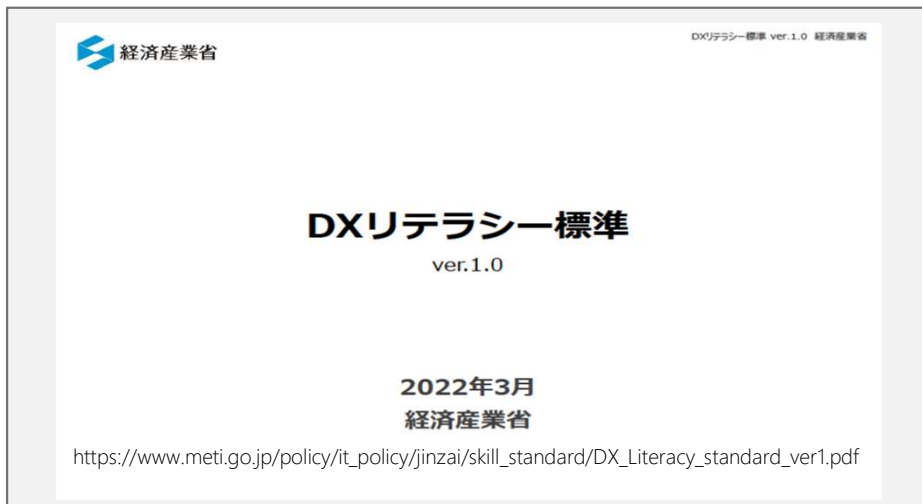 経済産業省
DXリテラシー標準 ver.1.0 経済産業省
DXリテラシー標準
ver.1.0
2022年3月
経済産業省
https://www.meti.go.jp/policy/it_policy/jinzai/skill_standard/DX_Literacy_standard_ver1.pdf